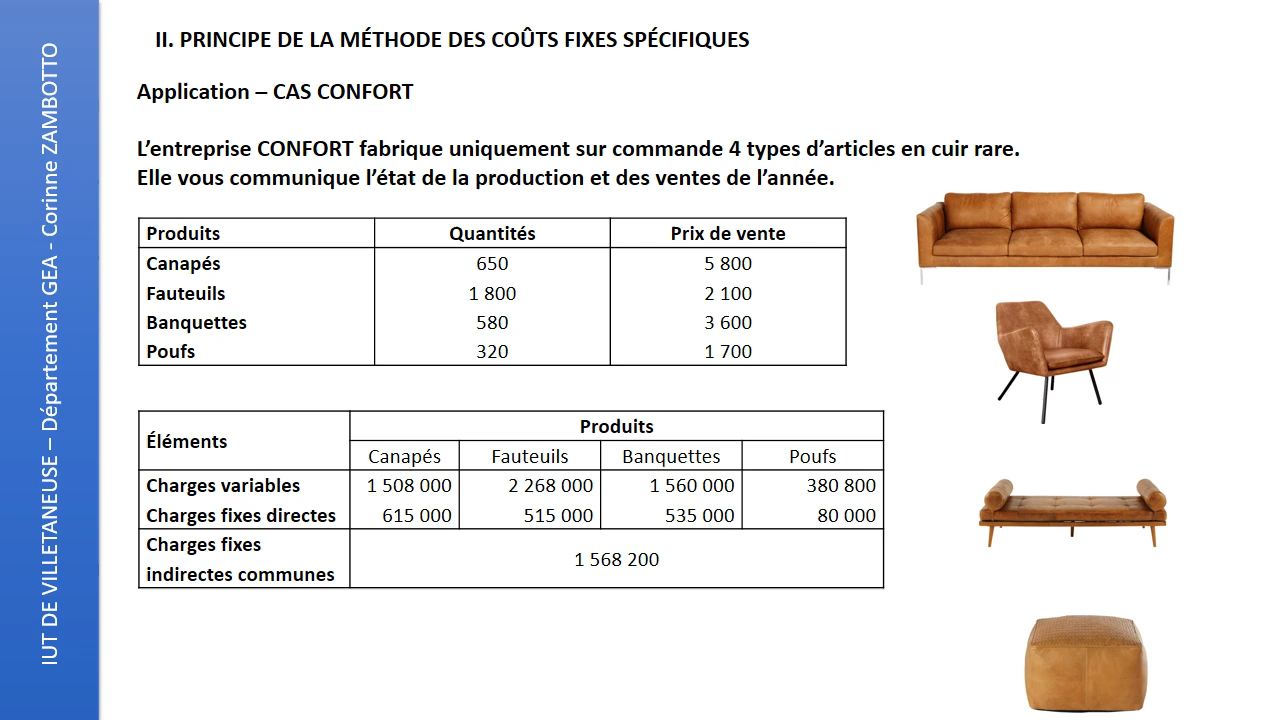 IUT DE VILLETANEUSE – Département GEA - Corinne ZAMBOTTO
II. PRINCIPE DE LA MÉTHODE DES COÛTS FIXES SPÉCIFIQUES
Application – CAS CONFORT
L’entreprise CONFORT fabrique uniquement sur commande 4 types d’articles en cuir rare.
Elle vous communique l’état de la production et des ventes de l’année.
Produits Quantités Prix de vente
Canapés 650 5 800
Fauteuils 1 800 2 100
Banquettes 580 3 600
Poufs 320 1 700
Éléments Produits
Canapés Fauteuils Banquettes Poufs
Charges variables 1 508 000 2 268 000 1 560 000 380 800
Charges fixes directes 615 000 515 000 535 000 80 000
Charges fixes
indirectes communes 1 568 200